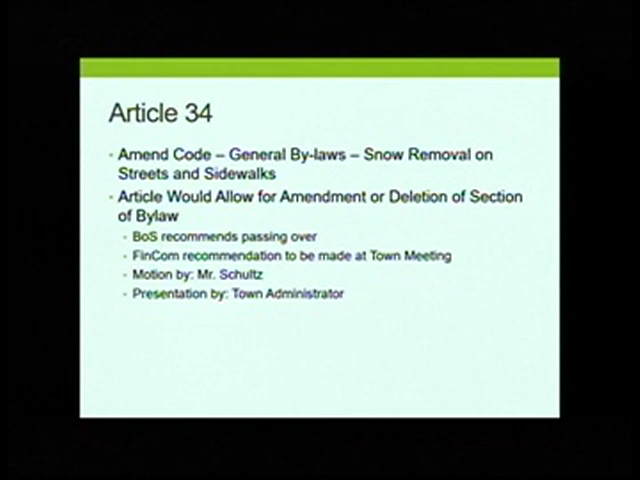 Article 34
Amend Code – General By-laws – Snow Removal on
Streets and Sidewalks
Article Would Allow for Amendment or Deletion of Section
of Bylaw
BoS recommends passing over
FinCom recommendation to be made at Town Meeting
Motion by: Mr. Schultz
Presentation by: Town Administrator